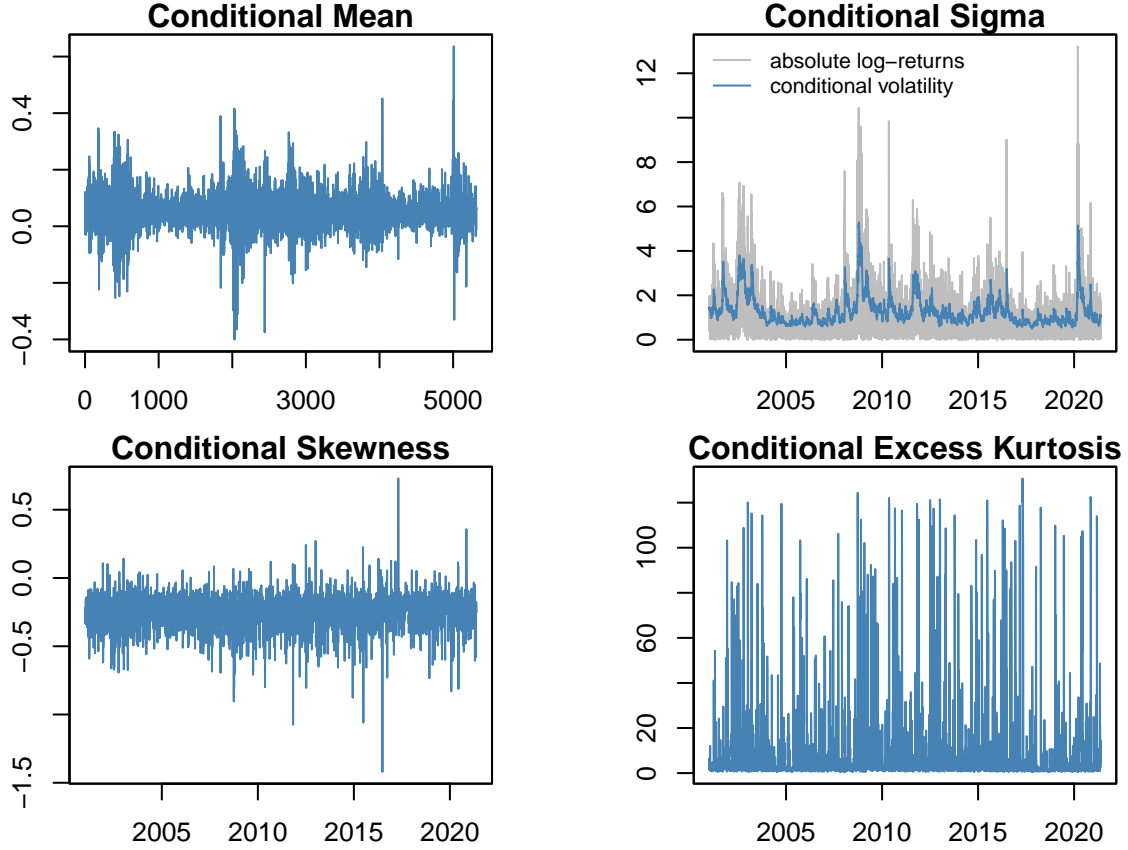 Conditional Mean
0.4
0.0
−0.4
0 1000 3000 5000
Conditional Sigma
absolute log−returns
conditional volatility
12
8
6
4
2
0
2005 2010 2015 2020
Conditional Skewness
0.5
0.0
−0.5
−1.5
2005 2010 2015 2020
Conditional Excess Kurtosis
100
60
20
0
2005 2010 2015 2020